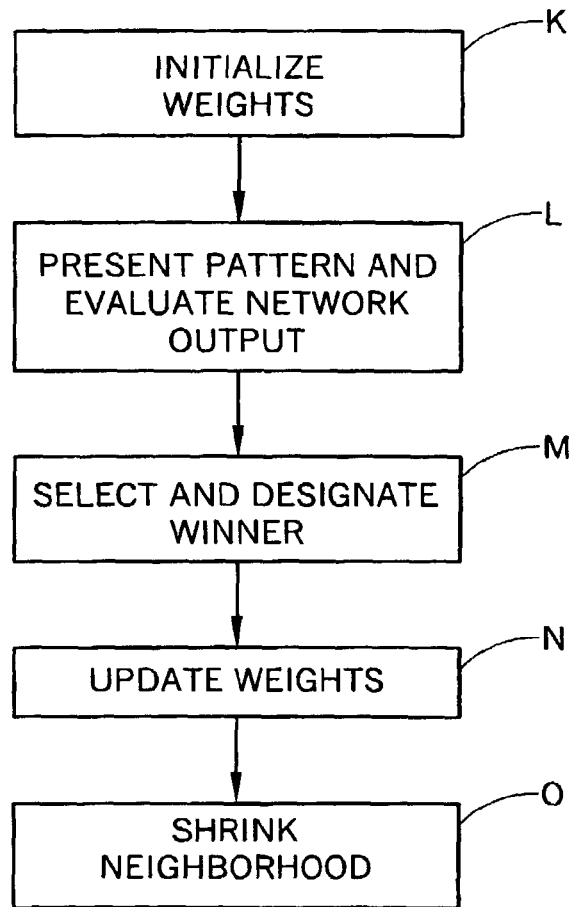 K
INITIALIZE
WEIGHTS
L
PRESENT PATTERN AND
EVALUATE NETWORK
OUTPUT
M
SELECT AND DESIGNATE
WINNER
N
UPDATE WEIGHTS
O
SHRINK
NEIGHBORHOOD